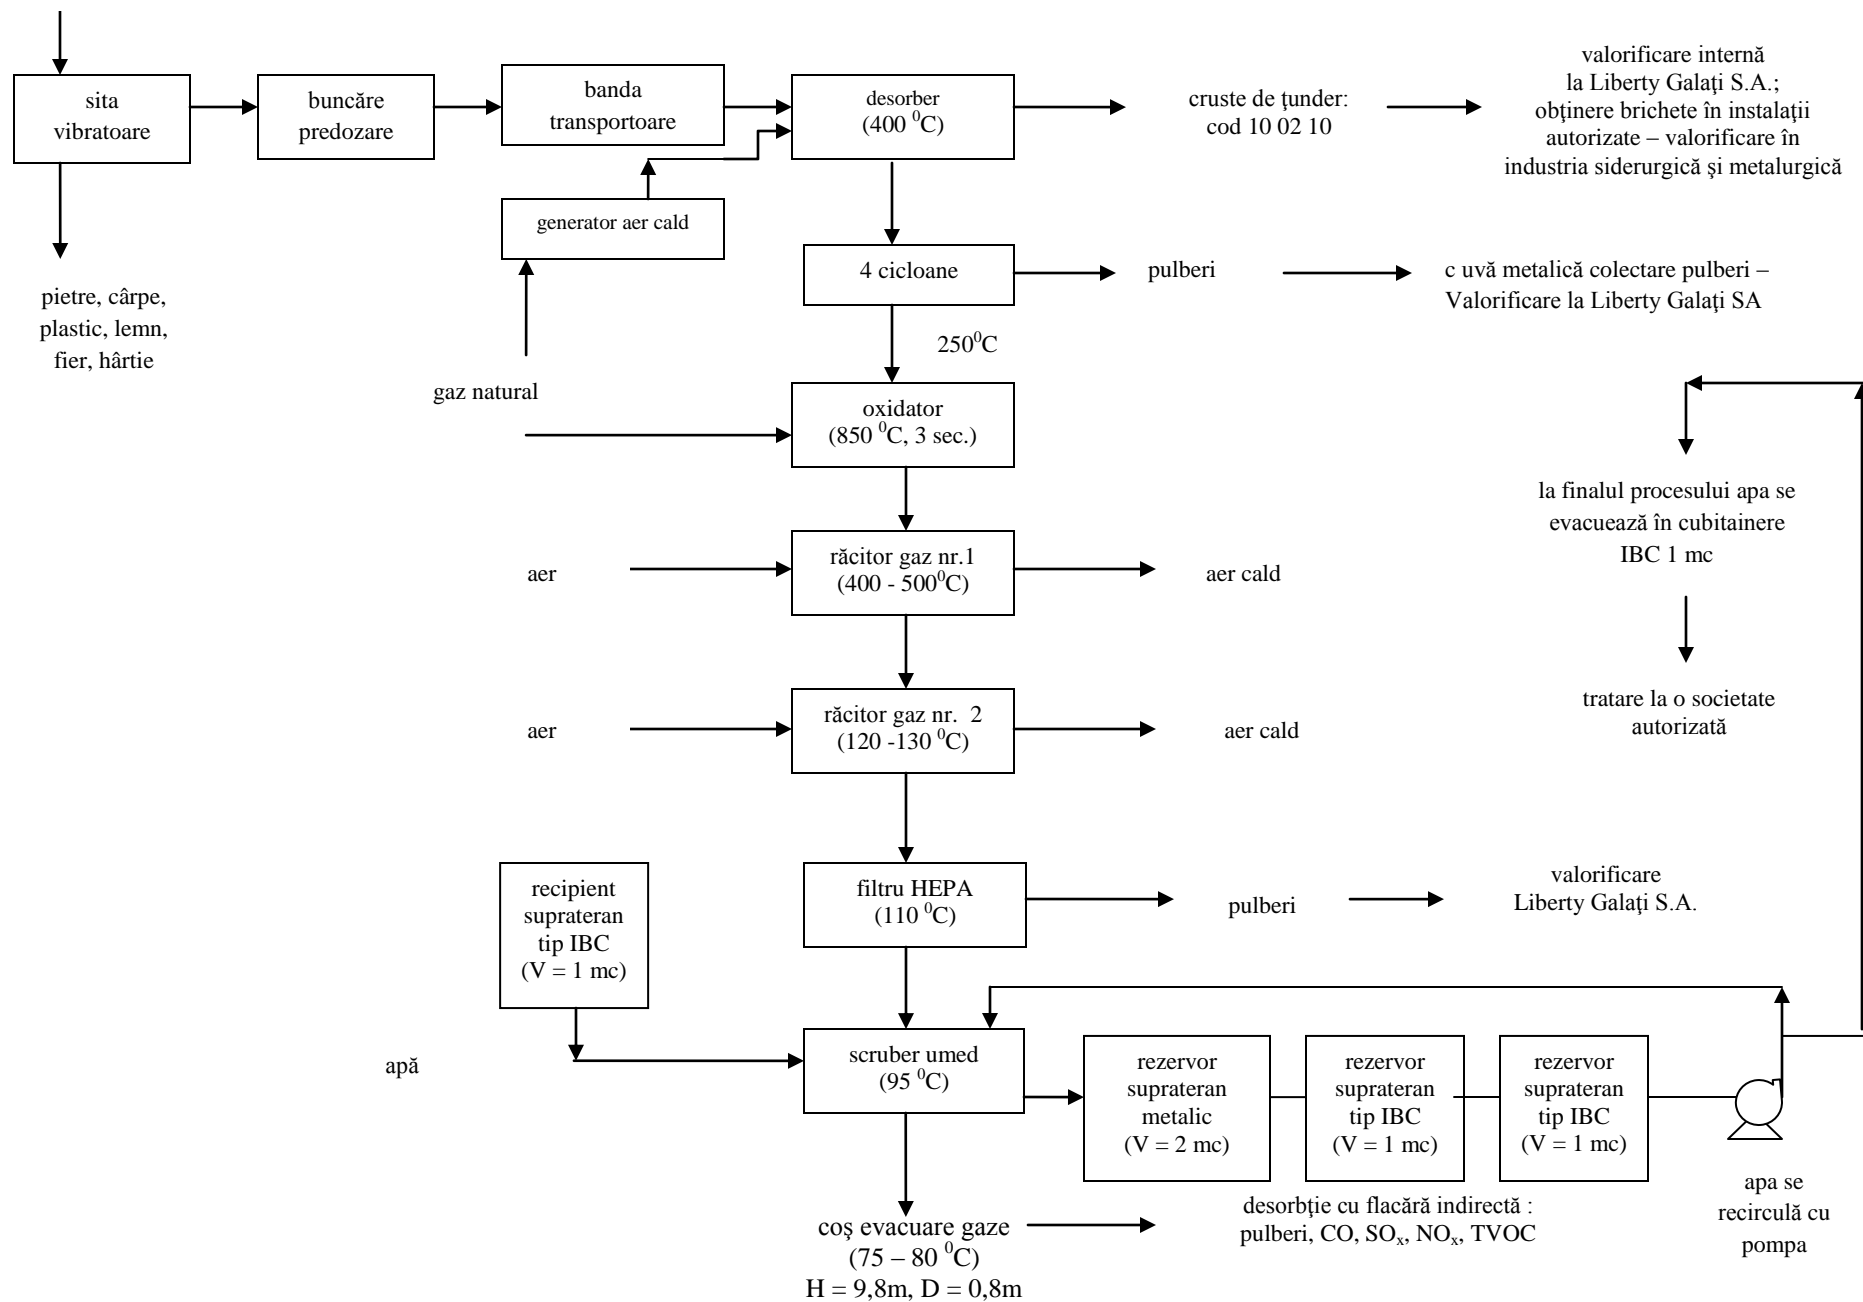 sita
vibratoare
buncăre
predozare
banda
transportoare
desorber
(400 ⁰C)
cruste de ţunder:
cod 10 02 10
valorificare internă
la Liberty Galaţi S.A.;
obţinere brichete în instalaţii
autorizate – valorificare în
industria siderurgică şi metalurgică
generator aer cald
4 cicloane
pulberi
c uvă metalică colectare pulberi –
Valorificare la Liberty Galaţi SA
pietre, cârpe,
plastic, lemn,
fier, hârtie
250⁰C
gaz natural
oxidator
(850 ⁰C, 3 sec.)
la finalul procesului apa se
evacuează în cubitainere
IBC 1 mc
aer
răcitor gaz nr.1
(400 - 500⁰C)
aer cald
aer
răcitor gaz nr. 2
(120 -130 ⁰C)
aer cald
tratare la o societate
autorizată
recipient
suprateran
tip IBC
(V = 1 mc)
filtru HEPA
(110 ⁰C)
pulberi
valorificare
Liberty Galaţi S.A.
apă
scruber umed
(95 ⁰C)
rezervor
suprateran
metalic
(V = 2 mc)
rezervor
suprateran
tip IBC
(V = 1 mc)
rezervor
suprateran
tip IBC
(V = 1 mc)
apa se
recirculă cu
pompa
coş evacuare gaze
(75 – 80 ⁰C)
H = 9,8m, D = 0,8m
desorbţie cu flacără indirectă :
pulberi, CO, SOₓ, NOₓ, TVOC